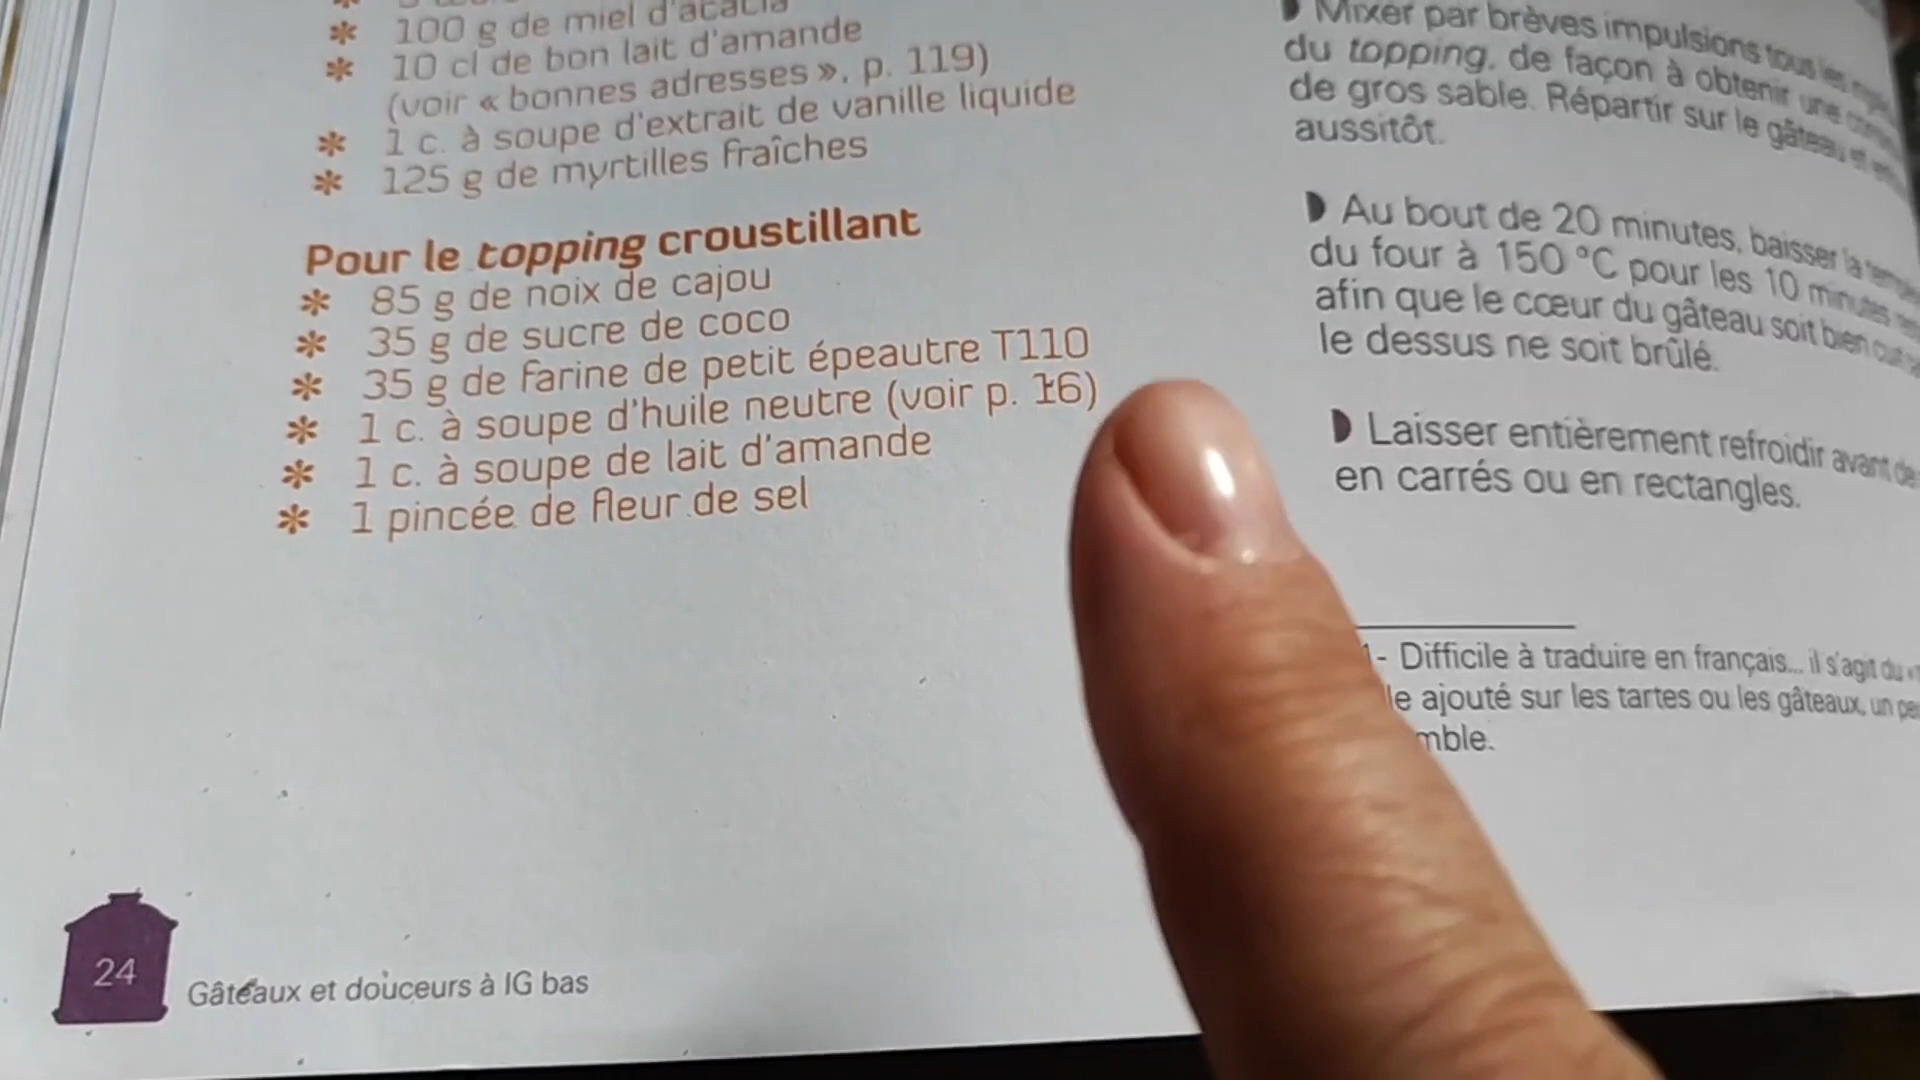 100 g de miel d'acacia
10 cl de bon lait d'amande
(voir « bonnes adresses », p. 119)
1 c. à soupe d'extrait de vanille liquide
125 g de myrtilles fraîches
Pour le topping croustillant
85 g de noix de cajou
35 g de sucre de coco
35 g de farine de petit épeautre T110
1 c. à soupe d'huile neutre (voir p. 16)
1 c. à soupe de lait d'amande
1 pincée de fleur de sel
24
Gâteaux et douceurs à IG bas
Mixer par brèves impulsions tous les
du topping, de façon à obtenir une
de gros sable. Répartir sur le gâteau et
aussitôt.
Au bout de 20 minutes, baisser la
du four à 150 °C pour les 10 minutes
afin que le cœur du gâteau soit bien
le dessus ne soit brûlé.
Laisser entièrement refroidir avant de
en carrés ou en rectangles.
1- Difficile à traduire en français... il s'agit du
ajouté sur les tartes ou les gâteaux, un